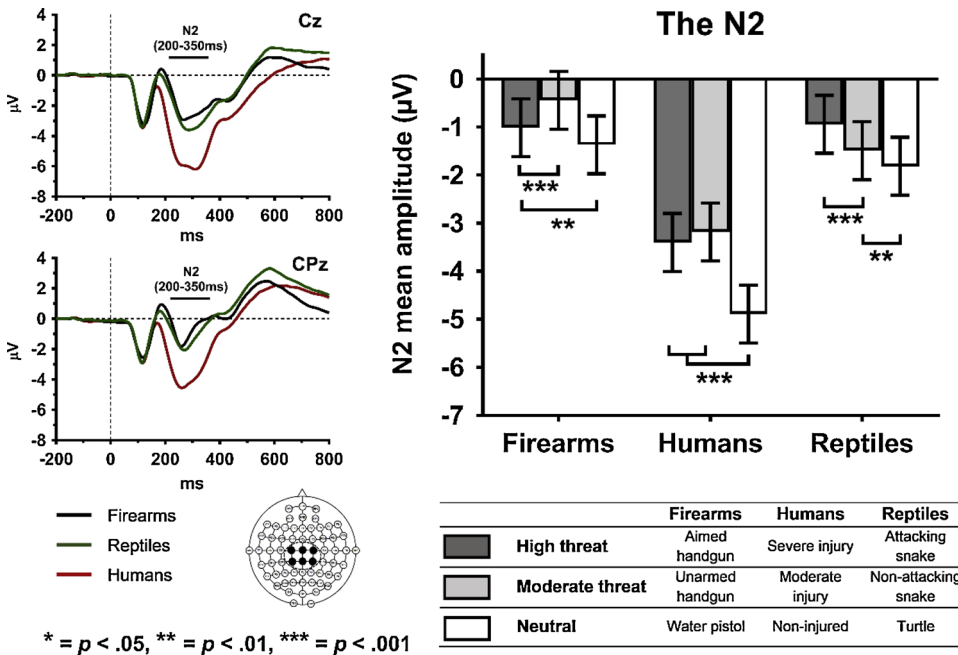 μV
4
2
0
-2
-4
-6
-8
-200
0
200
400
600
800
ms
Cz
N2
(200-350ms)
μV
4
2
0
-2
-4
-6
-8
-200
0
200
400
600
800
ms
CPz
N2
(200-350ms)
Firearms
Reptiles
Humans
* = p < .05, ** = p < .01, *** = p < .001
The N2
N2 mean amplitude (μV)
0
-1
-2
-3
-4
-5
-6
-7
***
**
***
***
**
Firearms Humans Reptiles
Firearms Humans Reptiles
High threat Aimed handgun Severe injury Attacking snake
Moderate threat Unarmed handgun Moderate injury Non-attacking snake
Neutral Water pistol Non-injured Turtle